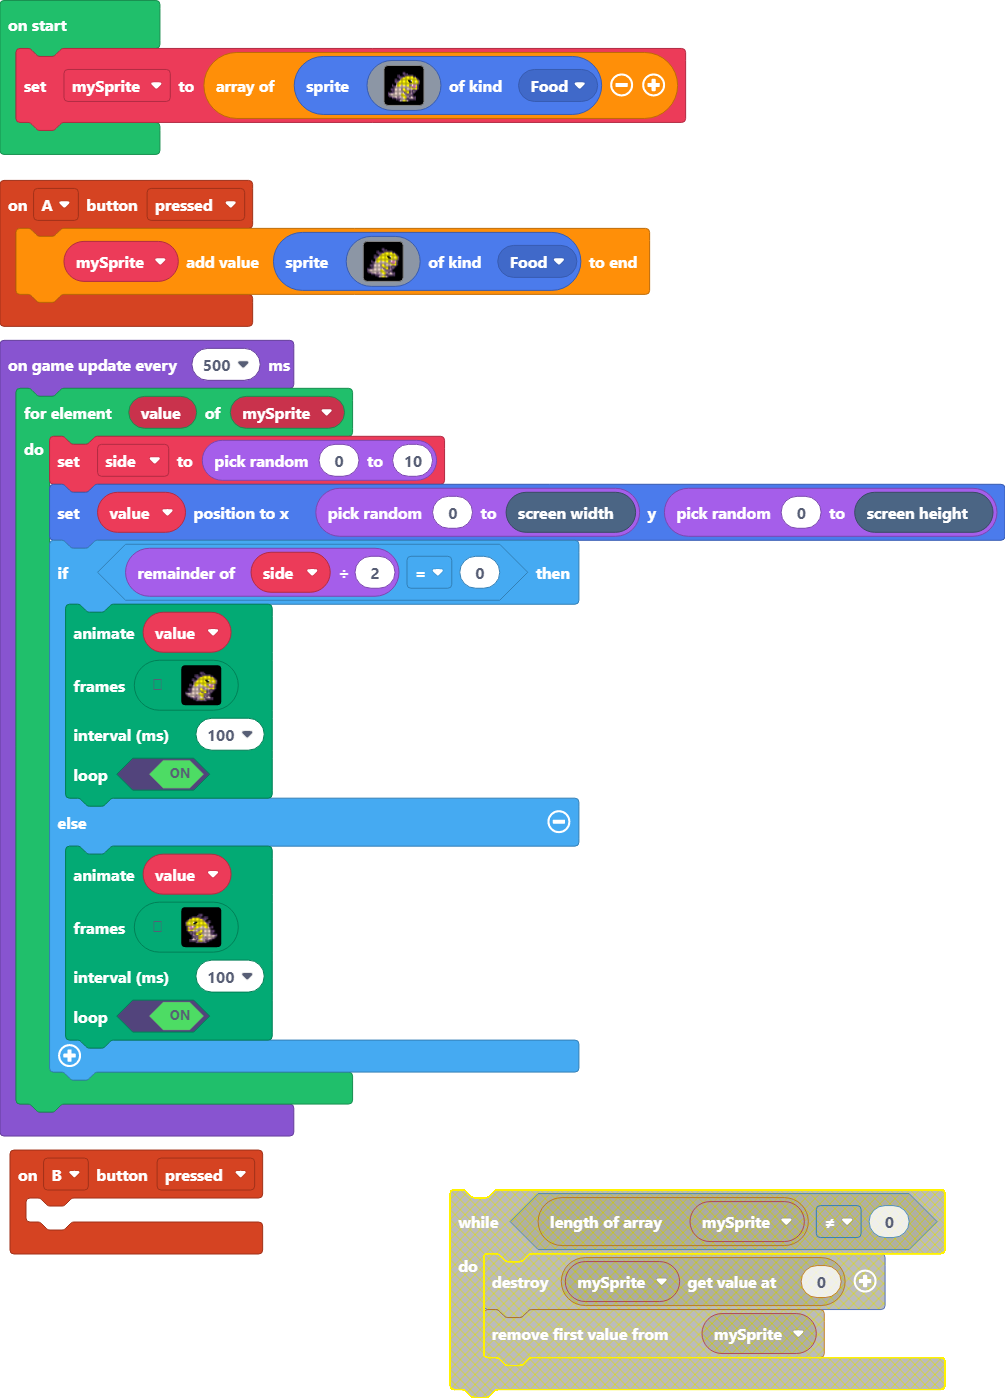 on start
set mySprite to array of sprite of kind Food
on A button pressed
mySprite add value sprite of kind Food to end
on game update every 500 ms
for element value of mySprite
do
set side to pick random 0 to 10
set value position to x pick random 0 to screen width y pick random 0 to screen height
if remainder of side ÷ 2 = 0 then
animate value
frames
interval (ms) 100
loop ON
else
animate value
frames
interval (ms) 100
loop ON
on B button pressed
while length of array mySprite ≠ 0
do
destroy mySprite get value at 0
remove first value from mySprite